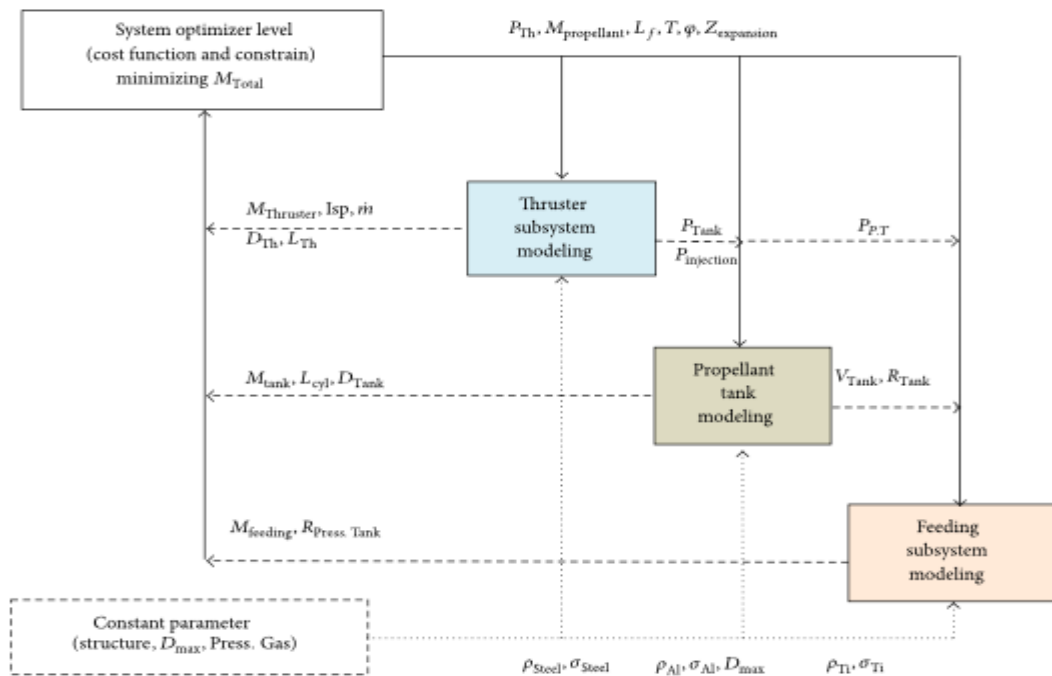 System optimizer level
(cost function and constrain)
minimizing M_Total
P_Th, M_propellant, L_f, T, φ, Z_expansion
Thruster
subsystem
modeling
M_Thruster, Isp, ṁ
D_Th, L_Th
P_Tank
P_injection
P_P.T
Propellant
tank
modeling
M_tank, L_cyl, D_Tank
V_Tank, R_Tank
Feeding
subsystem
modeling
M_feeding, R_Press. Tank
Constant parameter
(structure, D_max, Press. Gas)
ρ_Steel, σ_Steel
ρ_Al, σ_Al, D_max
ρ_Ti, σ_Ti